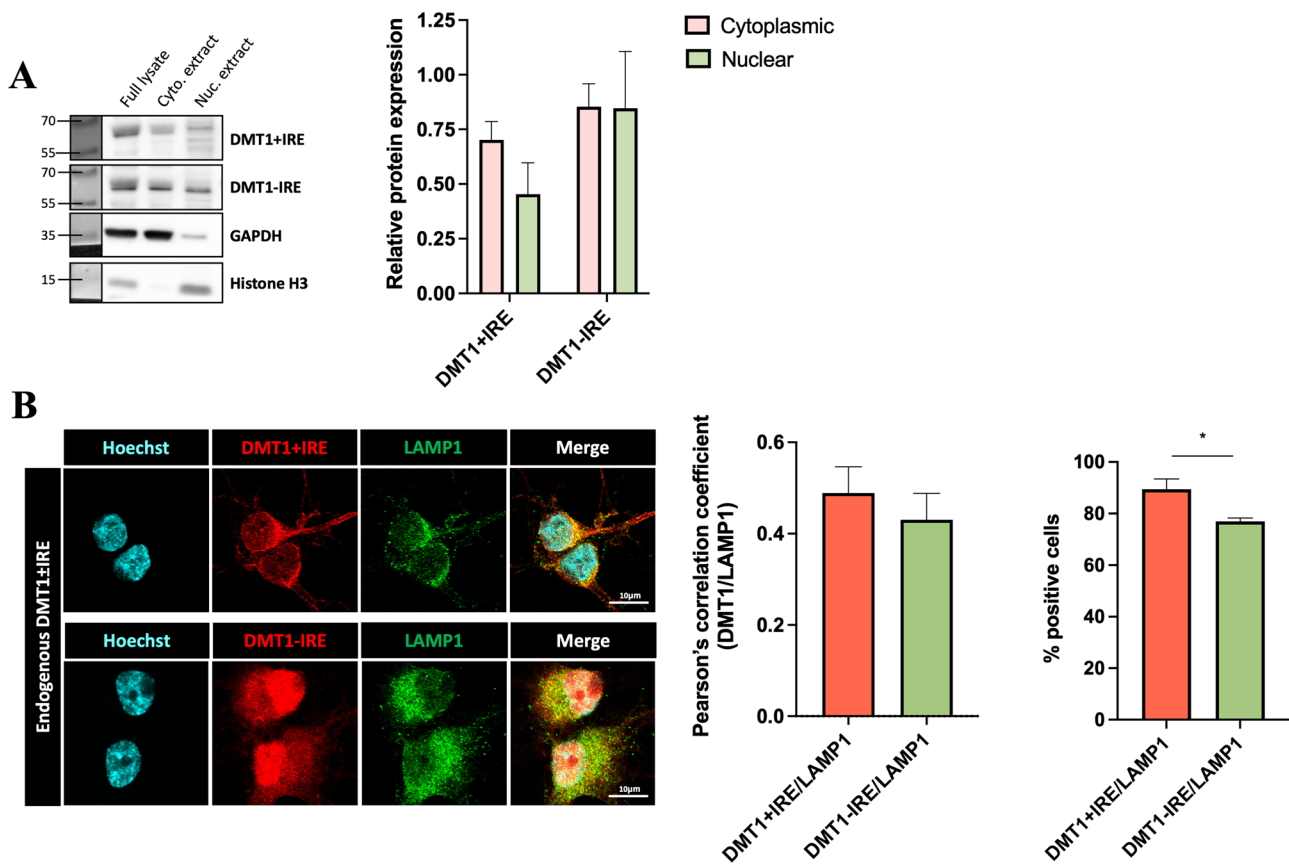 A
Full lysate
Cyto. extract
Nuc. extract
70
55
DMT1+IRE
70
55
DMT1-IRE
35
GAPDH
15
Histone H3
Relative protein expression
1.25
1.00
0.75
0.50
0.25
0.00
DMT1+IRE
DMT1-IRE
Cytoplasmic
Nuclear
B
Endogenous DMT1±IRE
Hoechst DMT1+IRE LAMP1 Merge
10µm
Hoechst DMT1-IRE LAMP1 Merge
10µm
Pearson's correlation coefficient
(DMT1/LAMP1)
0.6
0.4
0.2
0.0
DMT1+IRE/LAMP1
DMT1-IRE/LAMP1
% positive cells
100
80
60
40
20
0
*
DMT1+IRE/LAMP1
DMT1-IRE/LAMP1